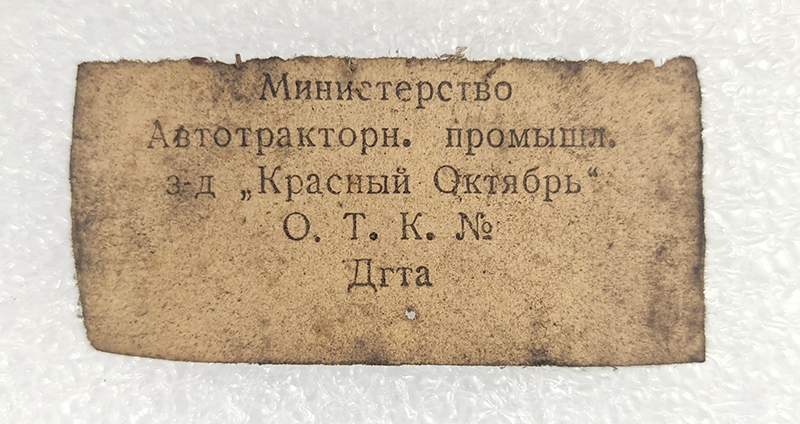 Министерство
Автотракторн. промышл.
з-д „Красный Октябрь“
О. Т. К. №
Дгта